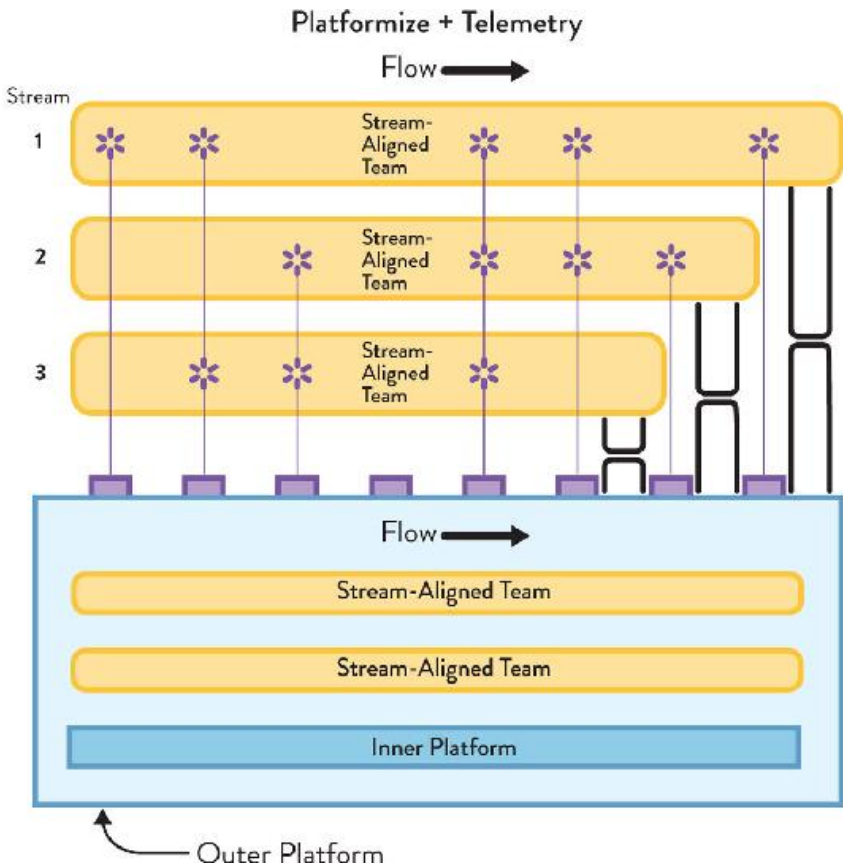 Platformize + Telemetry
Flow
Stream
1
Stream-
Aligned
Team
2
Stream-
Aligned
Team
3
Stream-
Aligned
Team
Flow
Stream-Aligned Team
Stream-Aligned Team
Inner Platform
Outer Platform